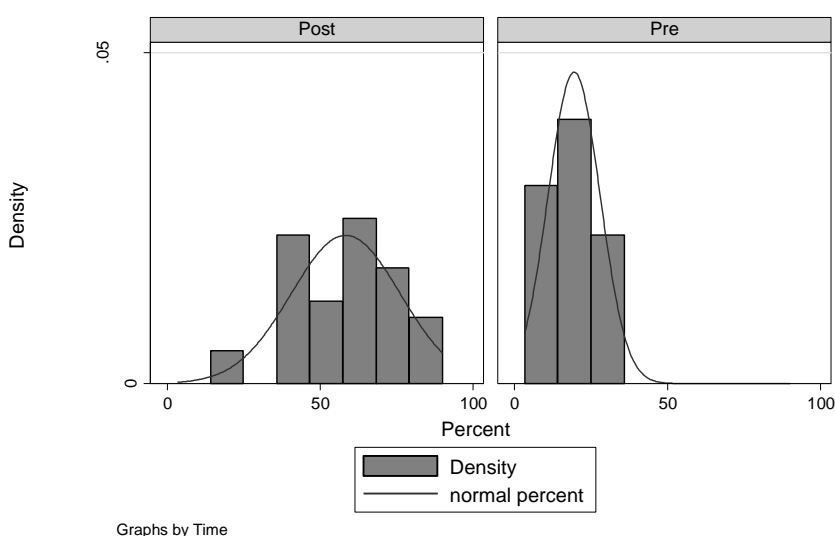 Post
Pre
.05
0
Density
0
50
100
0
50
100
Percent
Density
normal percent
Graphs by Time